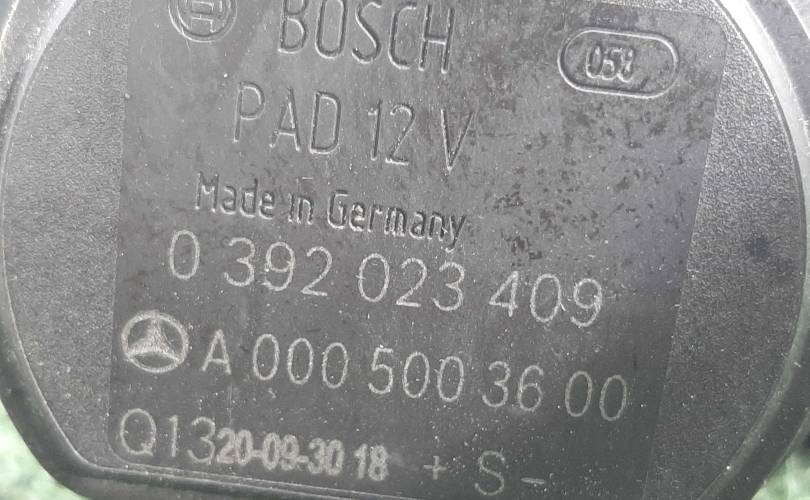 BOSCH 058
PAD 12 V
Made in Germany
0 392 023 409
A 000 500 36 00
Q1320-09-30 18 + S -